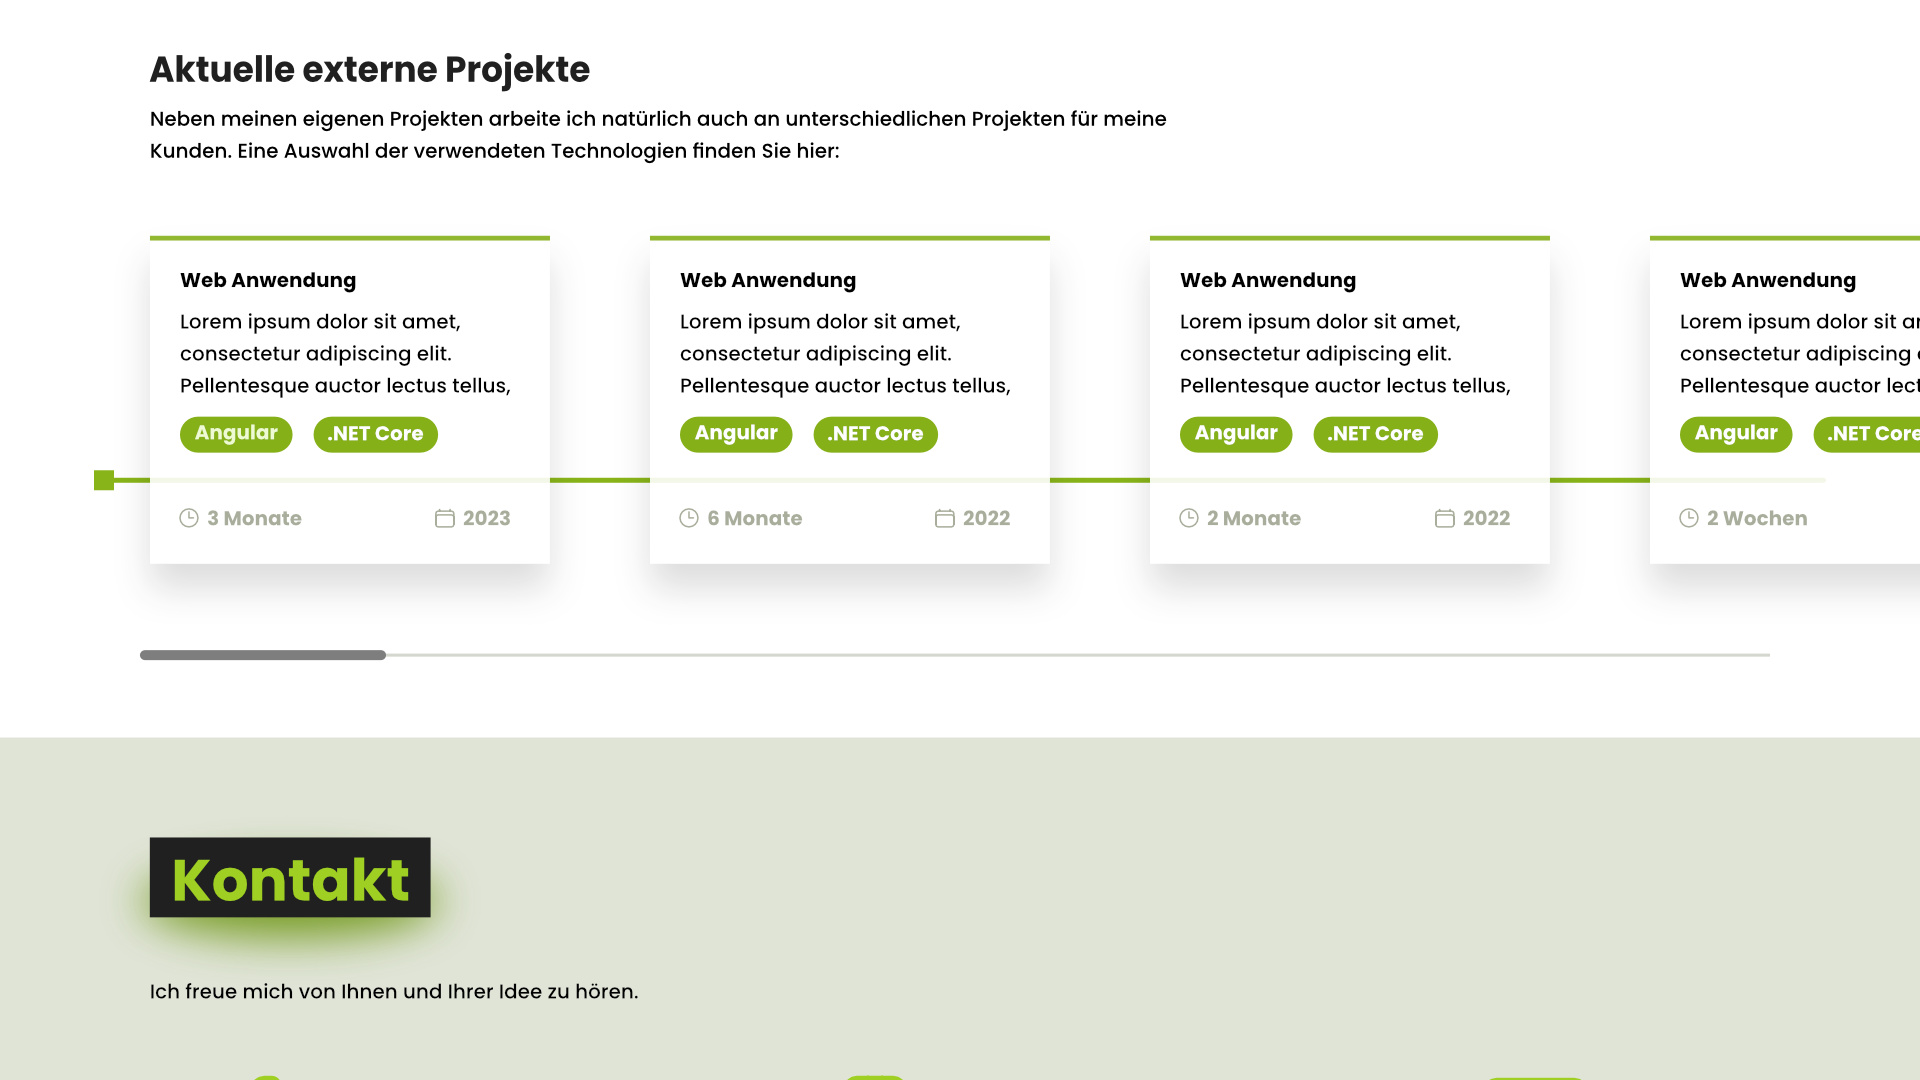 Aktuelle externe Projekte
Neben meinen eigenen Projekten arbeite ich natürlich auch an unterschiedlichen Projekten für meine
Kunden. Eine Auswahl der verwendeten Technologien finden Sie hier:
Web Anwendung
Lorem ipsum dolor sit amet,
consectetur adipiscing elit.
Pellentesque auctor lectus tellus,
Angular .NET Core
3 Monate 2023
Web Anwendung
Lorem ipsum dolor sit amet,
consectetur adipiscing elit.
Pellentesque auctor lectus tellus,
Angular .NET Core
6 Monate 2022
Web Anwendung
Lorem ipsum dolor sit amet,
consectetur adipiscing elit.
Pellentesque auctor lectus tellus,
Angular .NET Core
2 Monate 2022
Web Anwendung
Lorem ipsum dolor sit
consectetur adipiscing
Pellentesque auctor
Angular .NET Core
2 Wochen
Kontakt
Ich freue mich von Ihnen und Ihrer Idee zu hören.